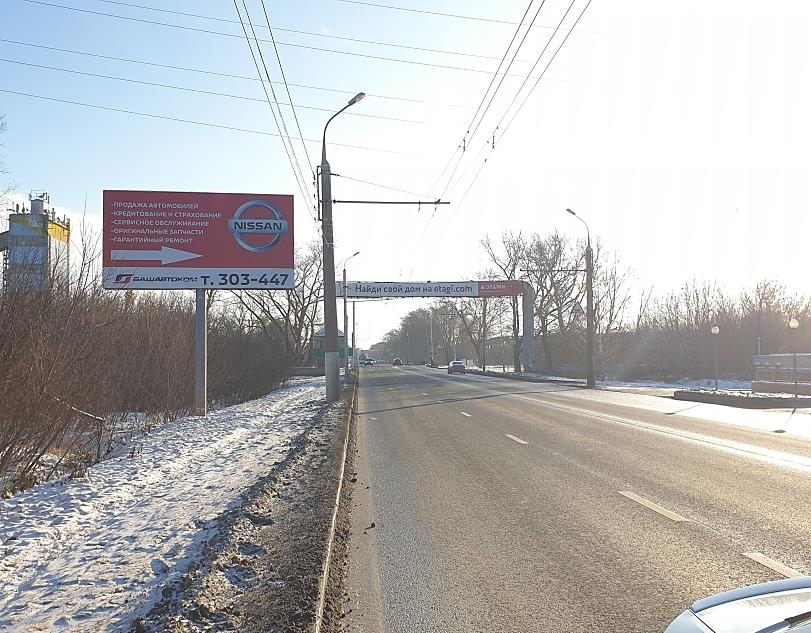 -ПРОДАЖА АВТОМОБИЛЕЙ
-КРЕДИТОВАНИЕ И СТРАХОВАНИЕ
-СЕРВИСНОЕ ОБСЛУЖИВАНИЕ
-ОРИГИНАЛЬНЫЕ ЗАПЧАСТИ
-ГАРАНТИЙНЫЙ РЕМОНТ
NISSAN
БАШАВТОКОМ Т. 303-447
Найди свой дом на etagi.com ЭТАЖИ